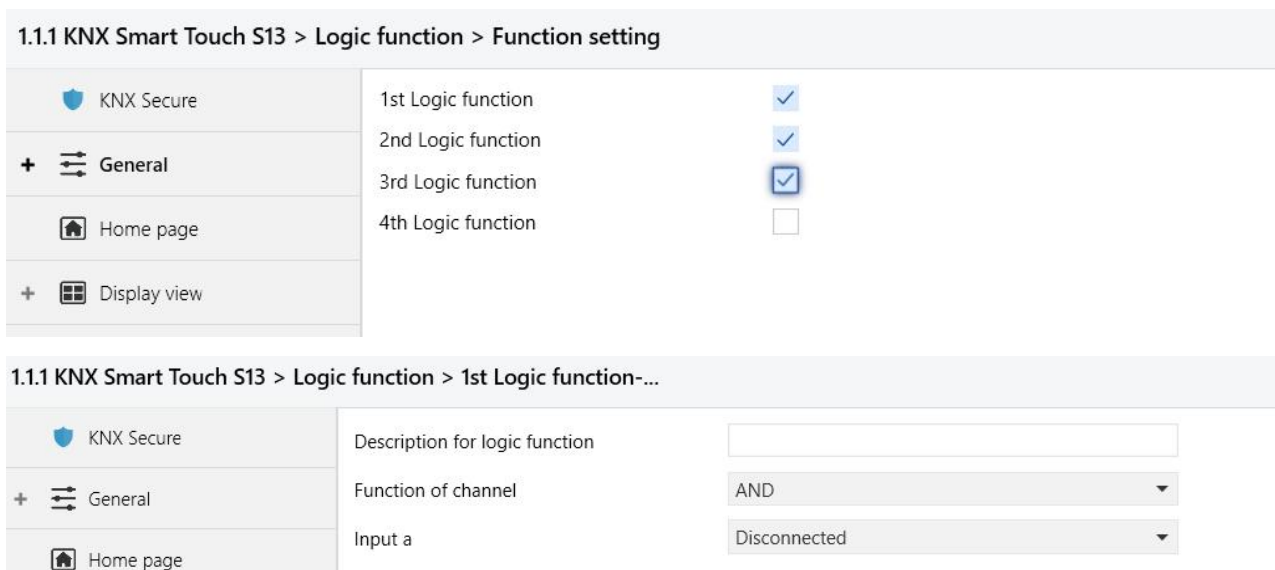 1.1.1 KNX Smart Touch S13 > Logic function > Function setting
KNX Secure
1st Logic function
2nd Logic function
+ General
3rd Logic function
4th Logic function
Home page
+ Display view
1.1.1 KNX Smart Touch S13 > Logic function > 1st Logic function-...
KNX Secure
Description for logic function
+ General
Function of channel AND
Input a Disconnected
Home page